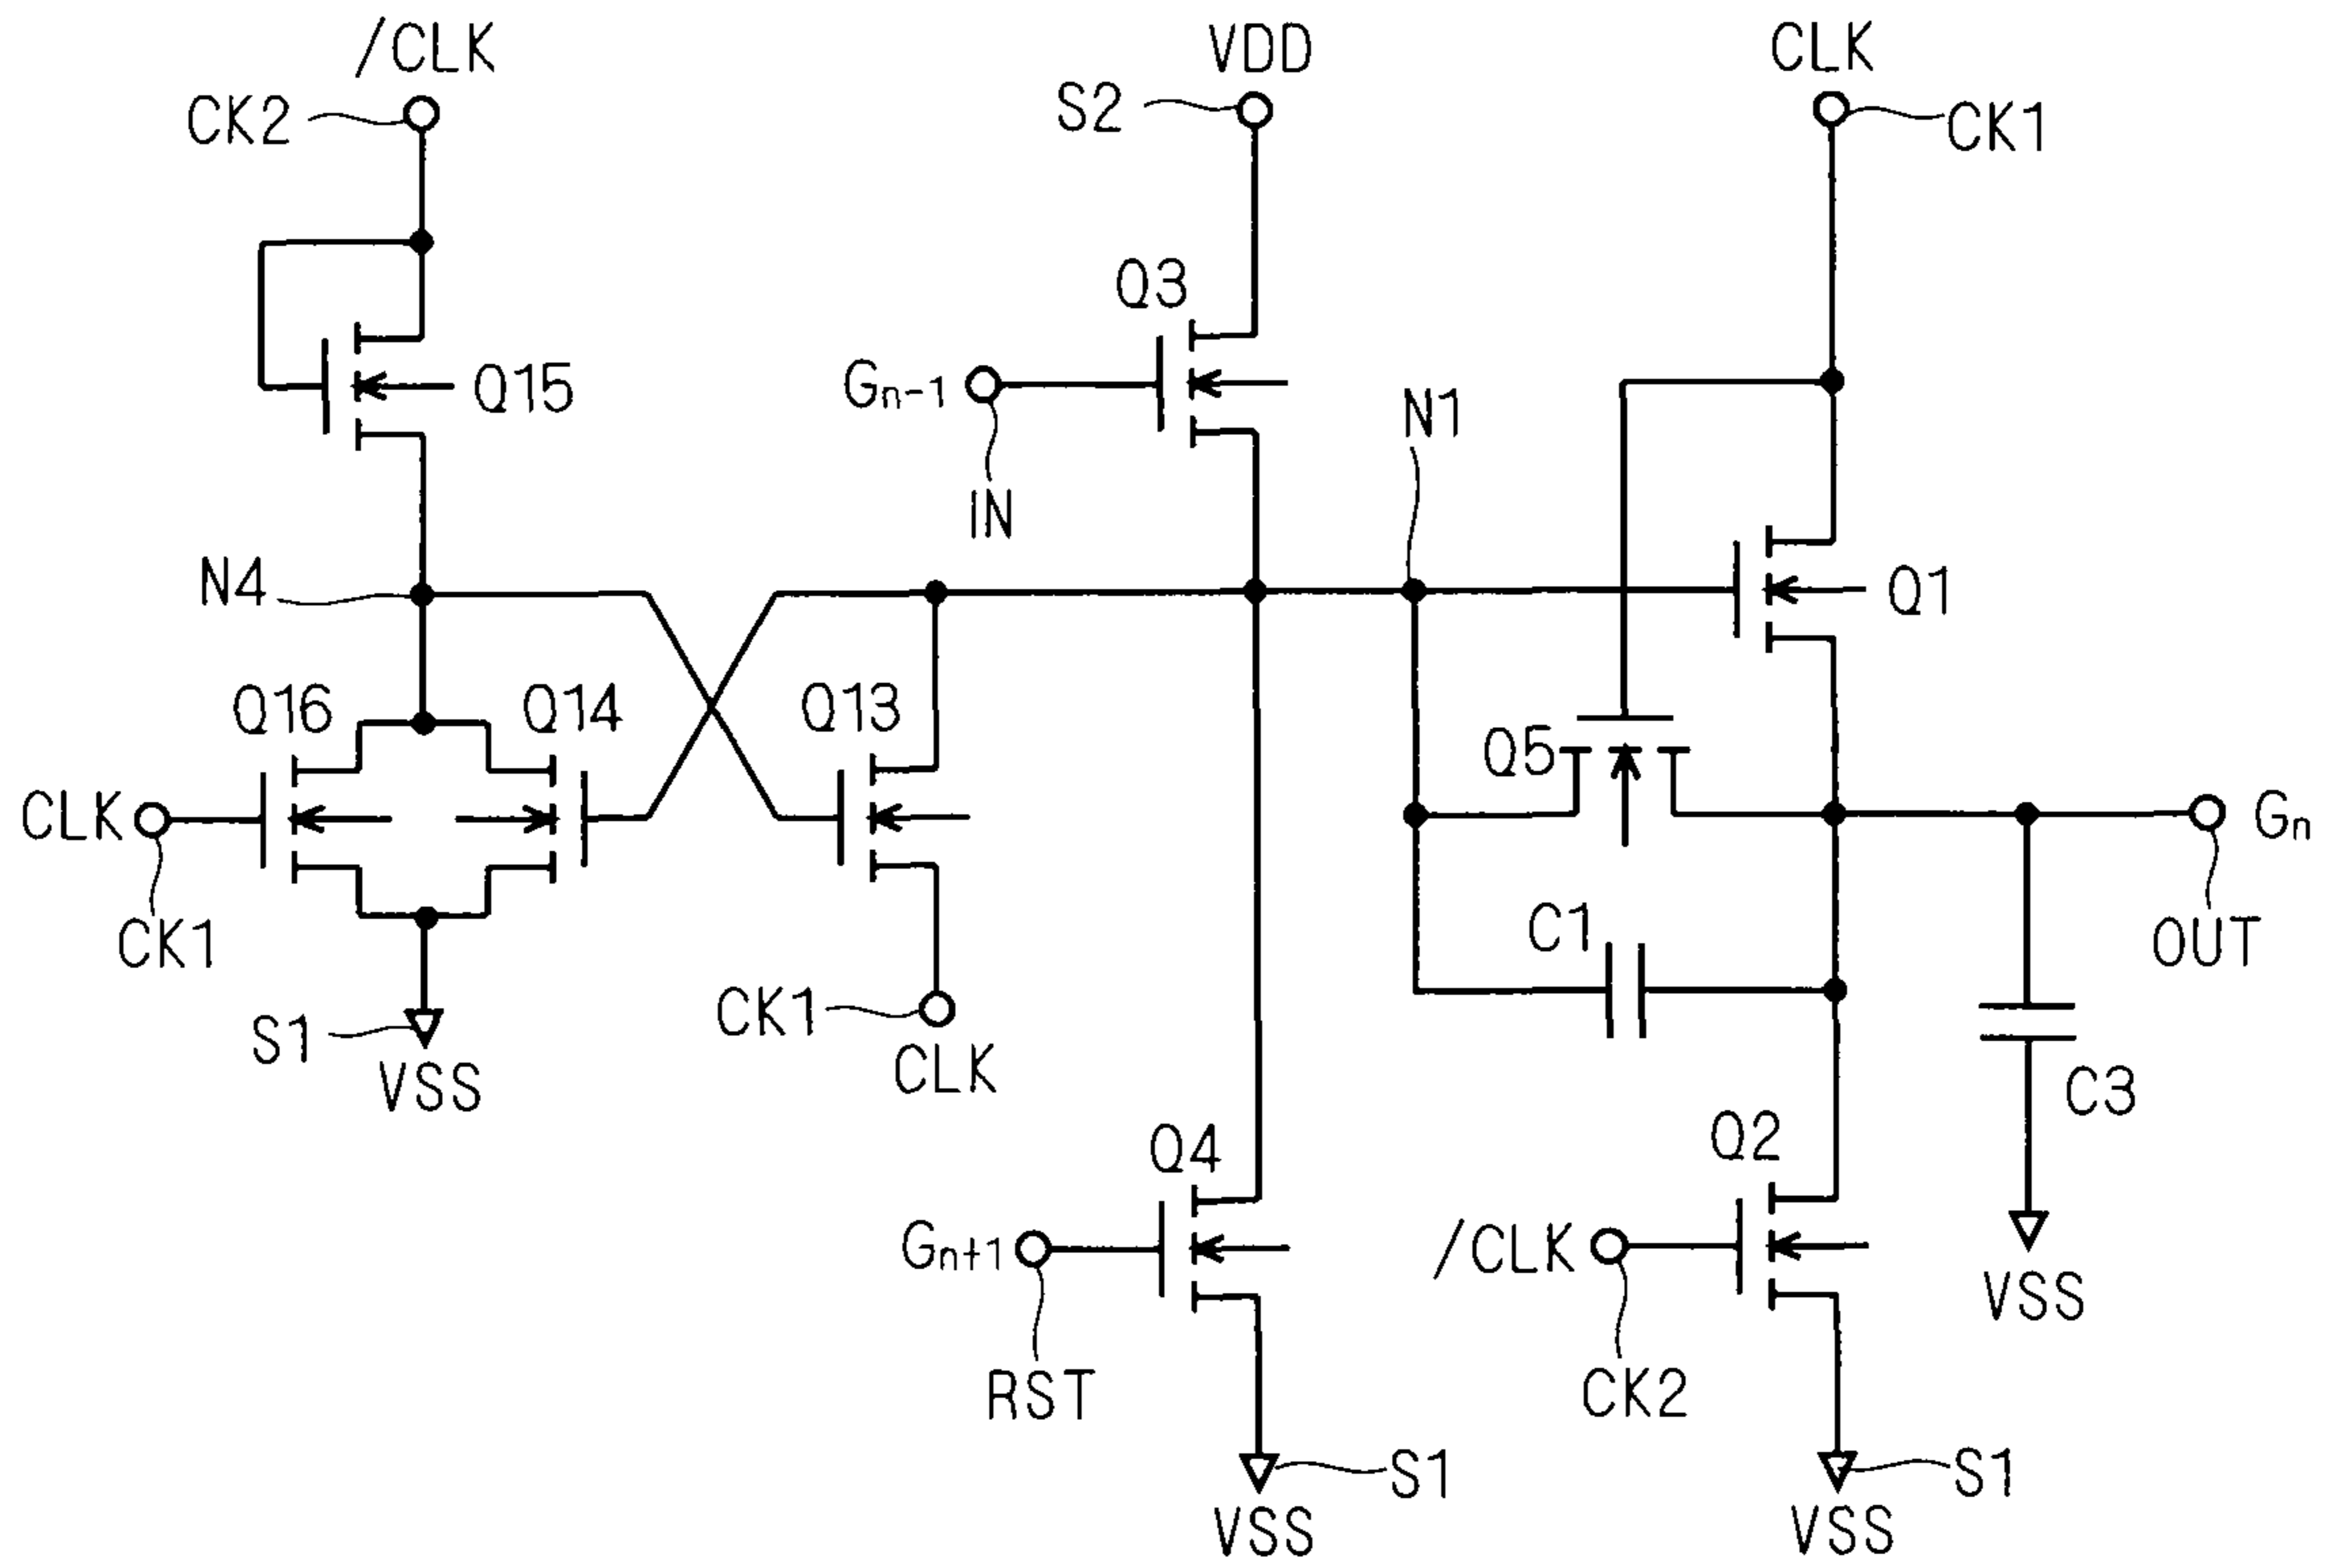 /CLK
VDD
CLK
CK2
S2
CK1
Q3
Q15
Gn-1
N1
IN
N4
Q1
Q16
Q14
Q13
Q5
CLK
Gn
CK1
C1
OUT
S1
CK1
VSS
CLK
C3
Q4
Q2
Gn+1
/CLK
VSS
RST
CK2
S1
S1
VSS
VSS